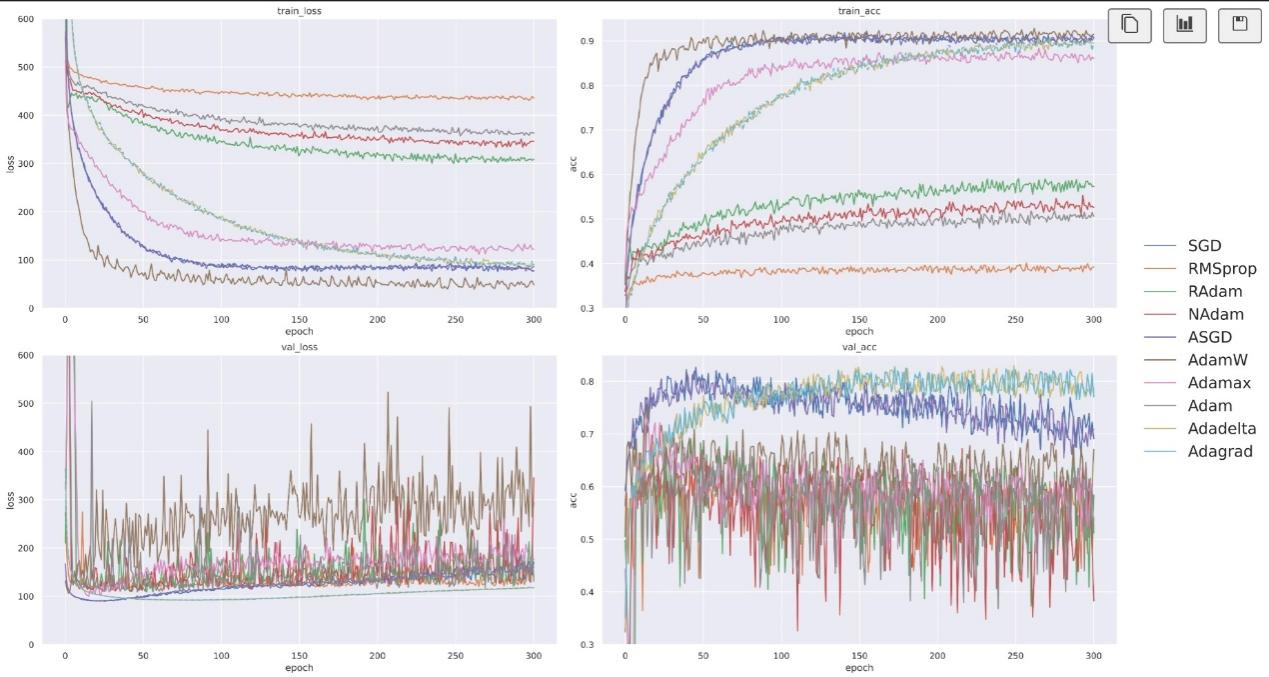 train_loss
600
500
400
300
200
100
0
loss
0 50 100 150 200 250 300
epoch
train_acc
0.9
0.8
0.7
0.6
0.5
0.4
0.3
acc
0 50 100 150 200 250 300
epoch
val_loss
600
500
400
300
200
100
0
loss
0 50 100 150 200 250 300
epoch
val_acc
0.8
0.7
0.6
0.5
0.4
0.3
acc
0 50 100 150 200 250 300
epoch
SGD
RMSprop
RAdam
NAdam
ASGD
AdamW
Adamax
Adam
Adadelta
Adagrad